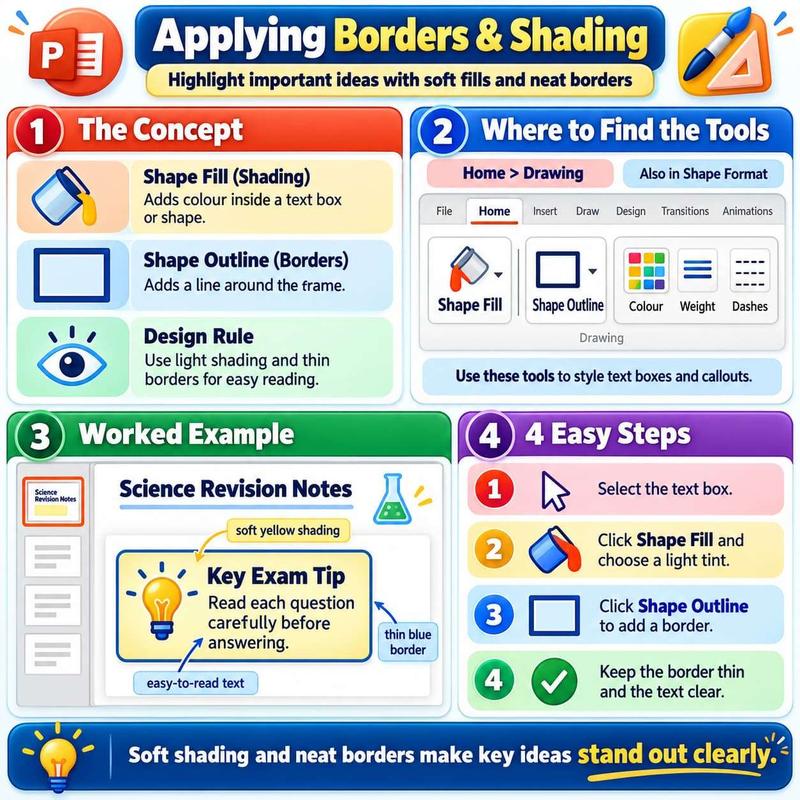 P
Applying Borders & Shading
Highlight important ideas with soft fills and neat borders
1 The Concept
Shape Fill (Shading)
Adds colour inside a text box
or shape.
Shape Outline (Borders)
Adds a line around the frame.
Design Rule
Use light shading and thin
borders for easy reading.
2 Where to Find the Tools
Home > Drawing
Also in Shape Format
File Home Insert Draw Design Transitions Animations
Shape Fill
Shape Outline
Colour Weight Dashes
Drawing
Use these tools to style text boxes and callouts.
3 Worked Example
Science
Revision Notes
Science Revision Notes
soft yellow shading
Key Exam Tip
Read each question
carefully before
answering.
thin blue
border
easy-to-read text
4 4 Easy Steps
1 Select the text box.
2 Click Shape Fill and
choose a light tint.
3 Click Shape Outline
to add a border.
4 Keep the border thin
and the text clear.
Soft shading and neat borders make key ideas stand out clearly.